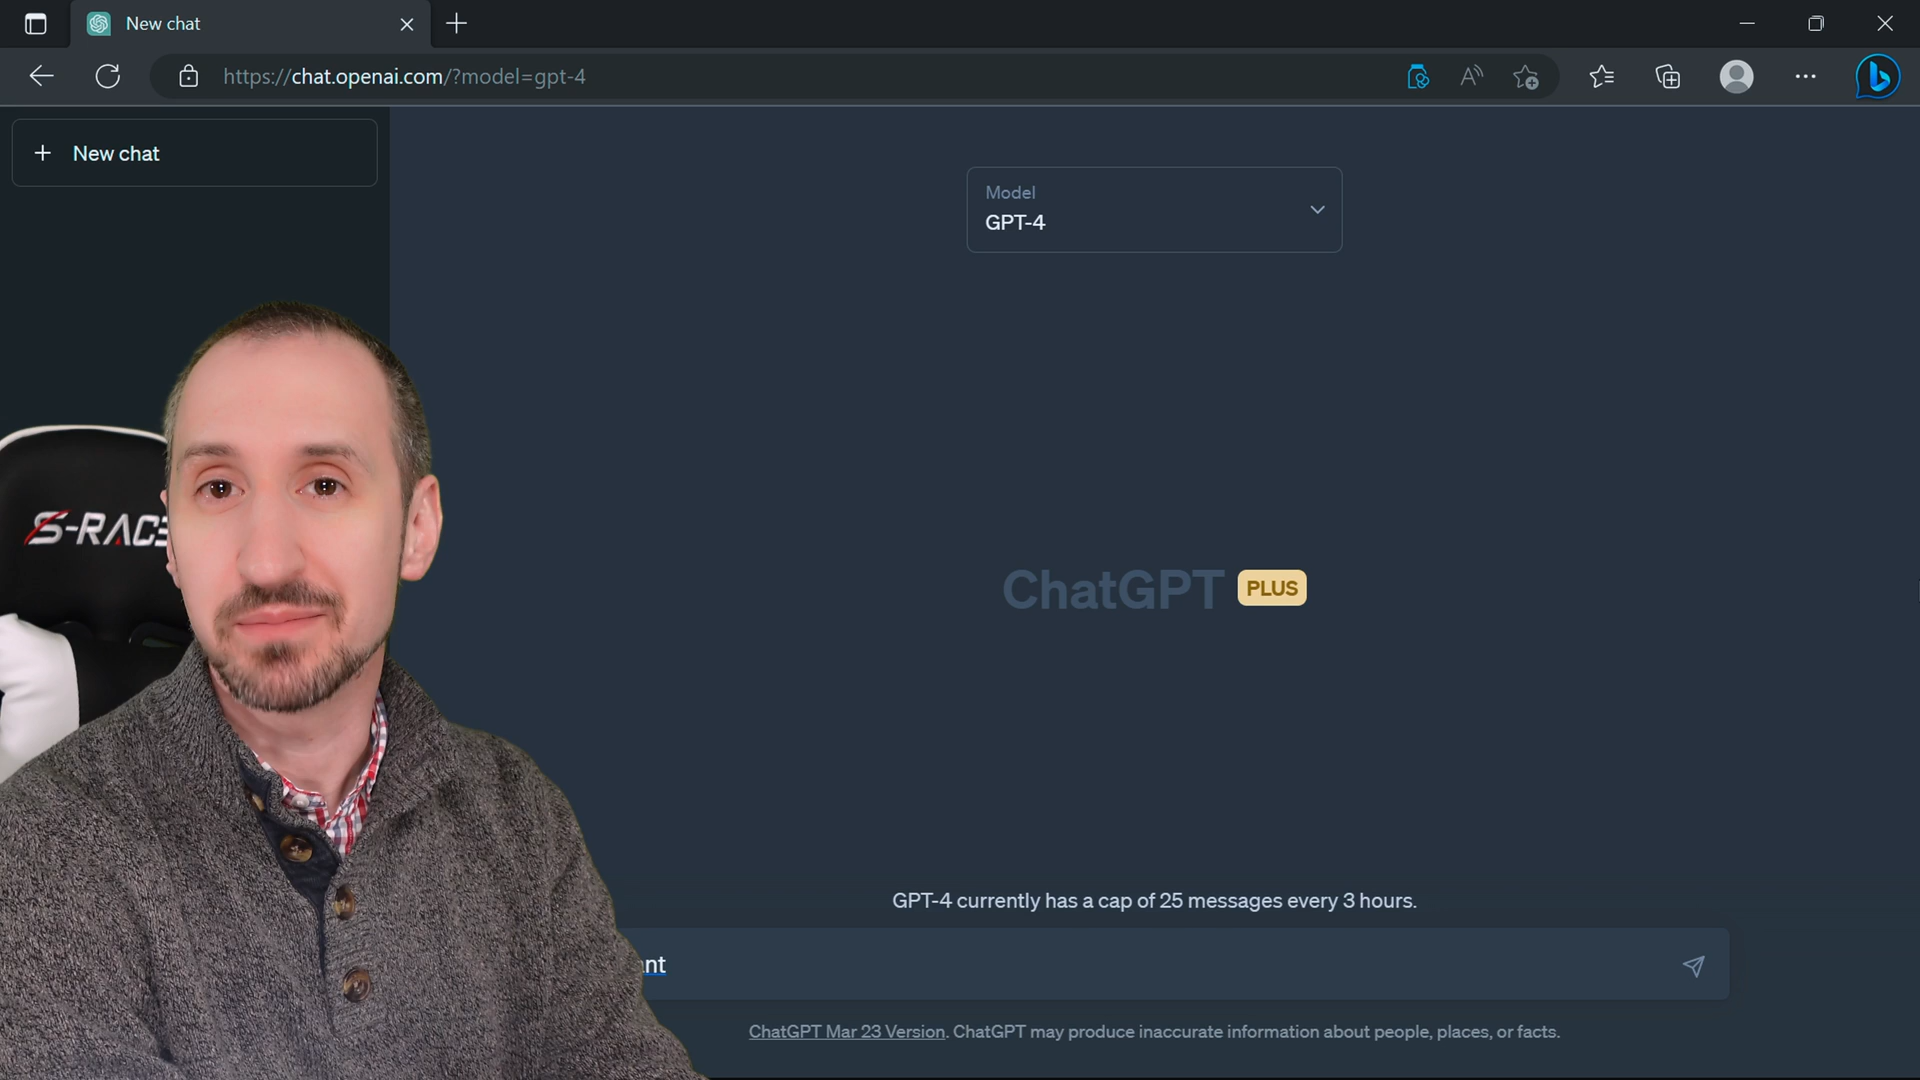 New chat
https://chat.openai.com/?model=gpt-4
New chat
Model
GPT-4
S-RACE
ChatGPT PLUS
GPT-4 currently has a cap of 25 messages every 3 hours.
ChatGPT Mar 23 Version. ChatGPT may produce inaccurate information about people, places, or facts.